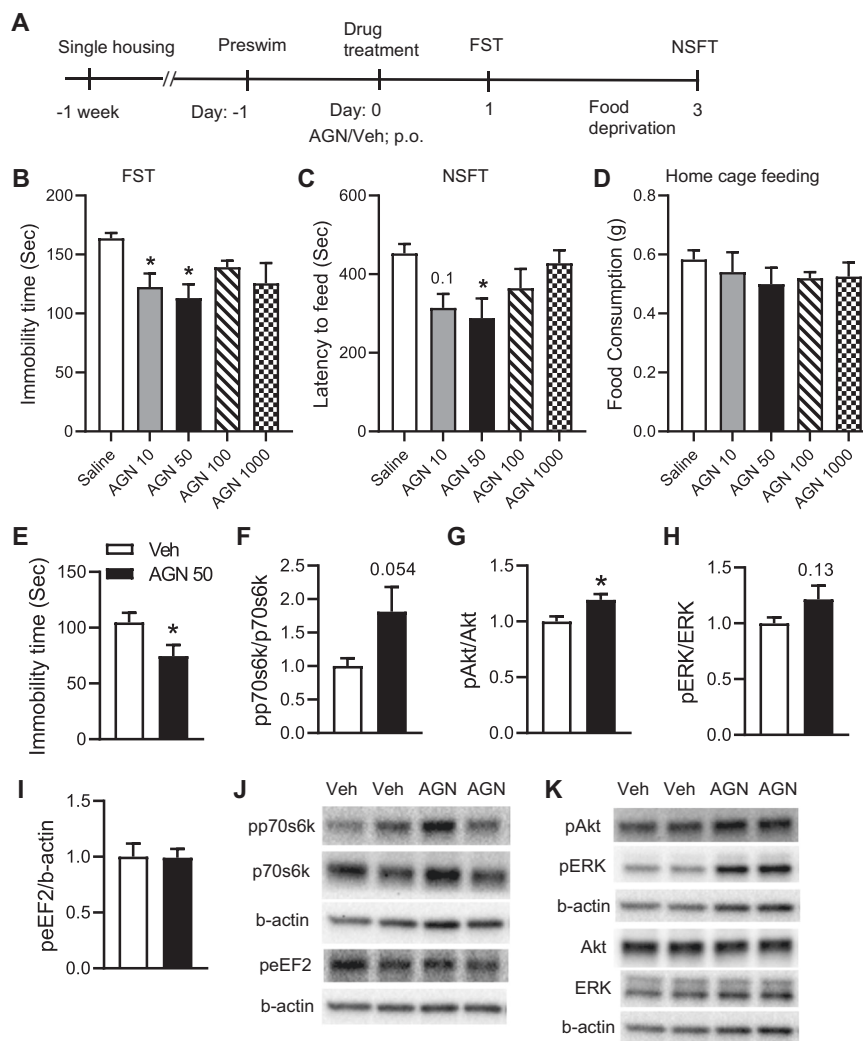 A
Single housing
Preswim
Drug
treatment
FST
NSFT
-1 week
Day: -1
Day: 0
1
Food
deprivation
3
AGN/Veh; p.o.
B
FST
Immobility time (Sec)
200
150
100
50
0
Saline
AGN 10
AGN 50
AGN 100
AGN 1000
*
*
C
NSFT
Latency to feed (Sec)
600
400
200
0
0.1
*
Saline
AGN 10
AGN 50
AGN 100
AGN 1000
D
Home cage feeding
Food Consumption (g)
0.8
0.6
0.4
0.2
0.0
Saline
AGN 10
AGN 50
AGN 100
AGN 1000
E
Veh
AGN 50
Immobility time (Sec)
150
100
50
0
*
F
pp70s6k/p70s6k
2.5
2.0
1.5
1.0
0.5
0.0
0.054
G
pAkt/Akt
1.5
1.0
0.5
0.0
*
H
pERK/ERK
1.5
1.0
0.5
0.0
0.13
I
peEF2/b-actin
1.5
1.0
0.5
0.0
J
Veh Veh AGN AGN
pp70s6k
p70s6k
b-actin
peEF2
b-actin
K
Veh Veh AGN AGN
pAkt
pERK
b-actin
Akt
ERK
b-actin